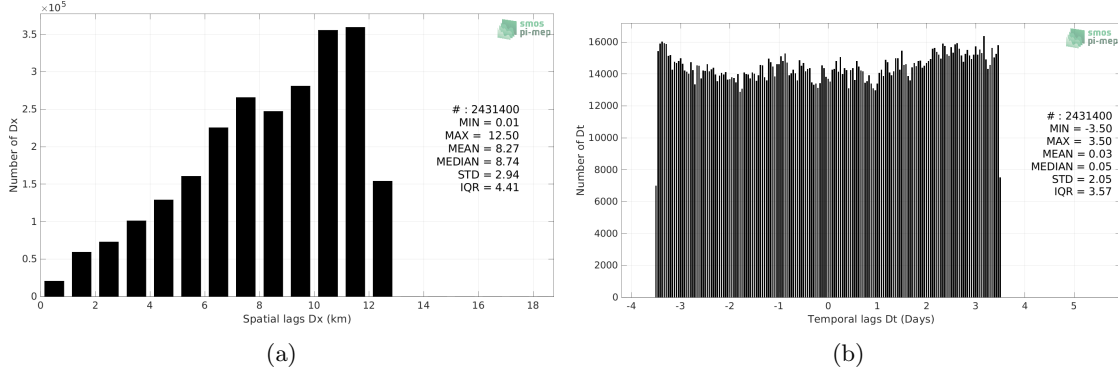 ×10⁵
3.5
3
2.5
2
1.5
1
0.5
0
Number of Dx
smos
pi-mep
# : 2431400
MIN = 0.01
MAX = 12.50
MEAN = 8.27
MEDIAN = 8.74
STD = 2.94
IQR = 4.41
0 2 4 6 8 10 12 14 16 18
Spatial lags Dx (km)
(a)
16000
14000
12000
10000
8000
6000
4000
2000
0
Number of Dt
smos
pi-mep
# : 2431400
MIN = -3.50
MAX = 3.50
MEAN = 0.03
MEDIAN = 0.05
STD = 2.05
IQR = 3.57
-4 -3 -2 -1 0 1 2 3 4 5
Temporal lags Dt (Days)
(b)